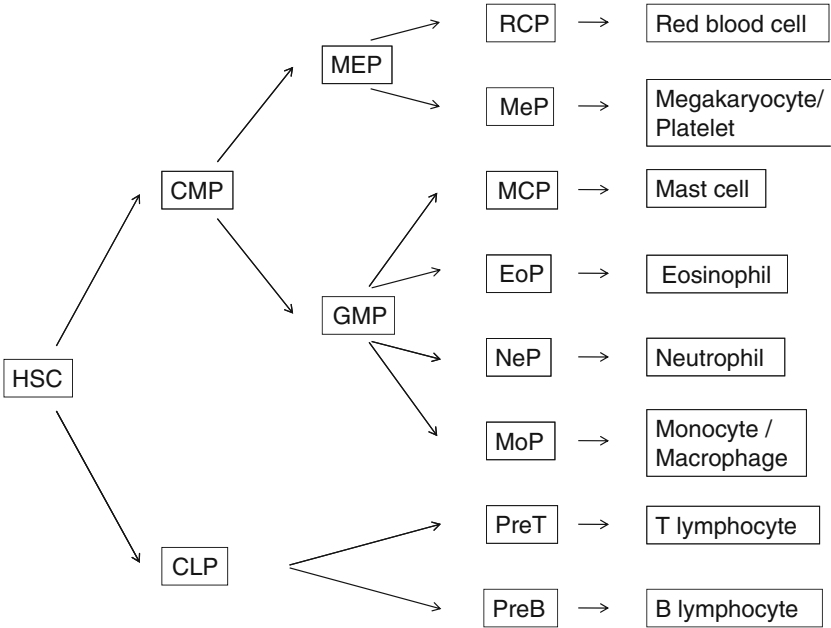 RCP
Red blood cell
MEP
MeP
Megakaryocyte/
Platelet
CMP
MCP
Mast cell
EoP
Eosinophil
GMP
NeP
Neutrophil
HSC
MoP
Monocyte /
Macrophage
PreT
T lymphocyte
CLP
PreB
B lymphocyte